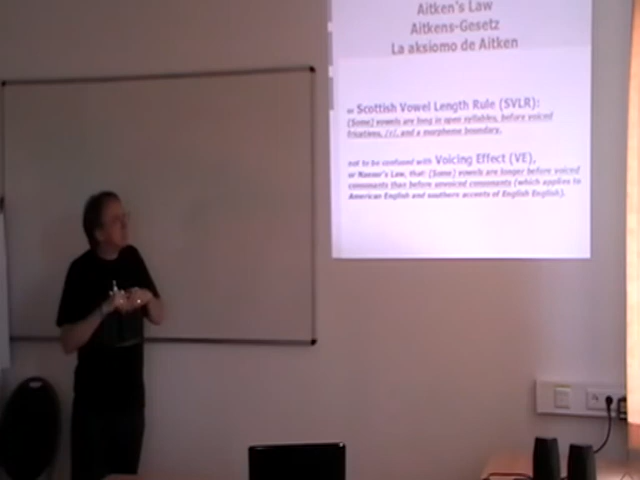 Aitken's Law
Aitkens-Gesetz
La aksiomo de Aitken
or Scottish Vowel Length Rule (SVLR):
(Some) vowels are long in open syllables, before voiced
fricatives, /r/, and a morpheme boundary.
not to be confused with Voicing Effect (VE),
or House's Law, that: (Some) vowels are longer before voiced
consonants than before unvoiced consonants (which applies to
American English and southern accents of English English).